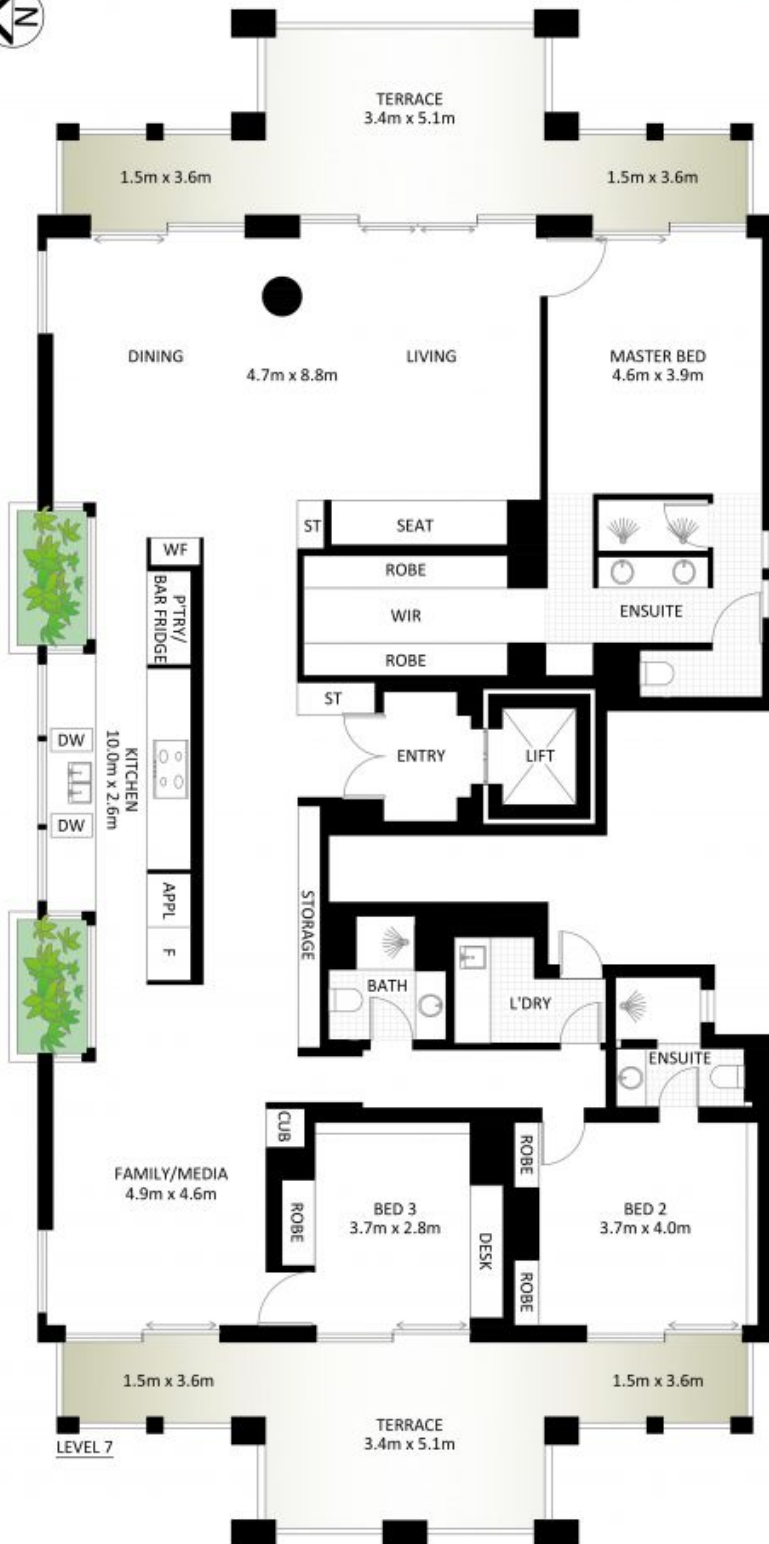 N
TERRACE
3.4m x 5.1m
1.5m x 3.6m
1.5m x 3.6m
DINING
LIVING
4.7m x 8.8m
MASTER BED
4.6m x 3.9m
ST
SEAT
WF
ROBE
P'TRY/
BAR FRIDGE
WIR
ENSUITE
ROBE
ST
ENTRY
LIFT
DW
KITCHEN
10.0m x 2.6m
DW
APPL
F
STORAGE
BATH
L'DRY
ENSUITE
CUB
FAMILY/MEDIA
4.9m x 4.6m
ROBE
BED 3
3.7m x 2.8m
DESK
ROBE
BED 2
3.7m x 4.0m
ROBE
1.5m x 3.6m
1.5m x 3.6m
TERRACE
3.4m x 5.1m
LEVEL 7